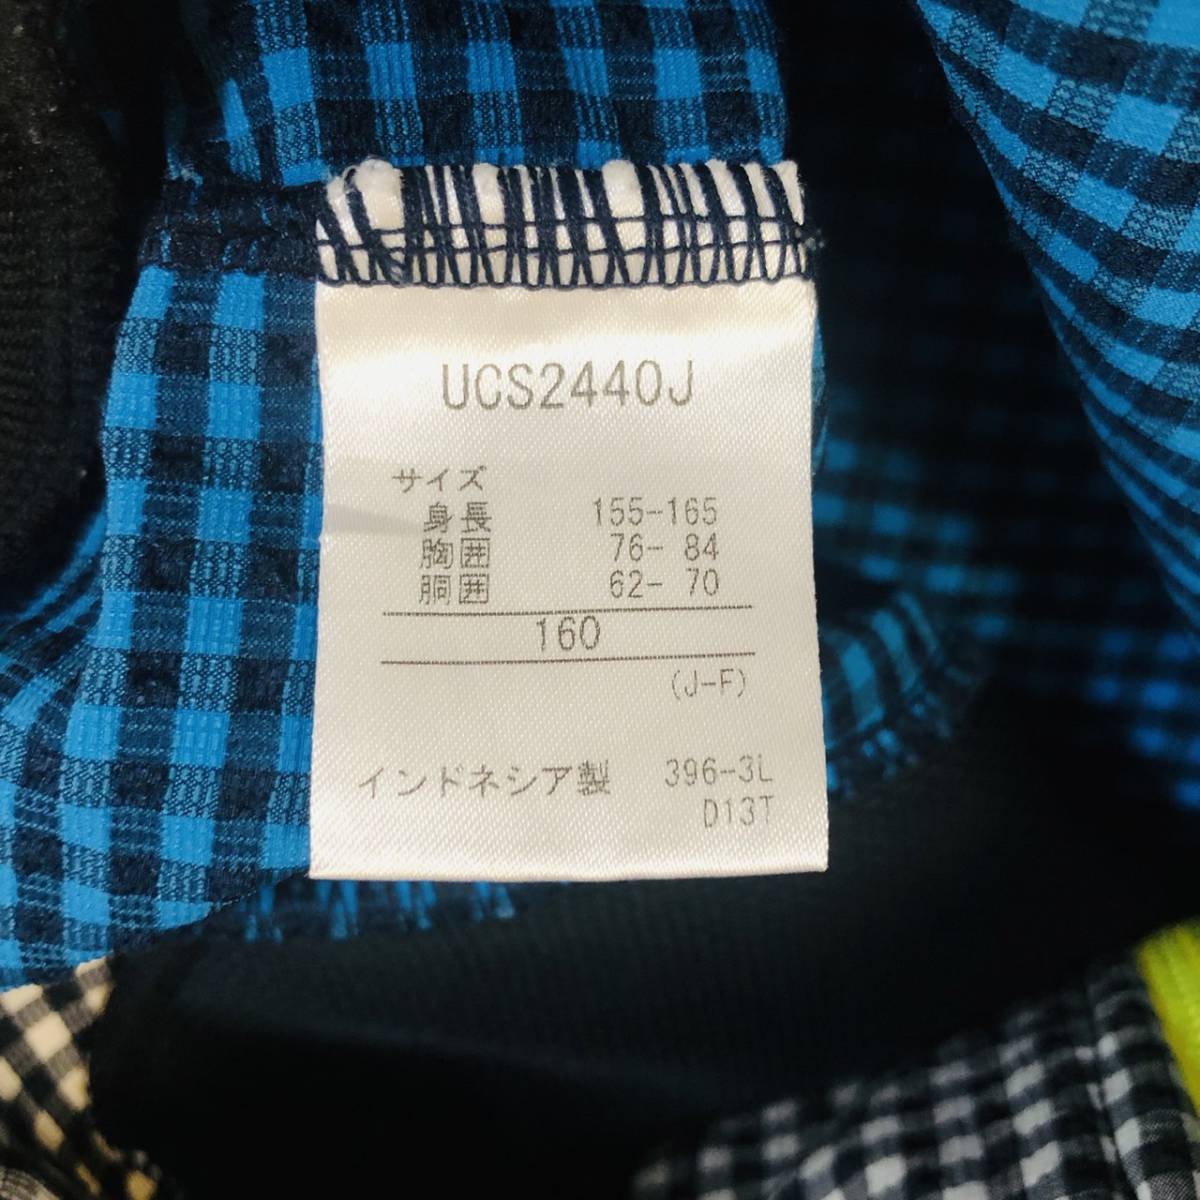 UCS2440J
サイズ
身長 155-165
胸囲 76- 84
胴囲 62- 70
160
(J-F)
インドネシア製 396-3L
D13T